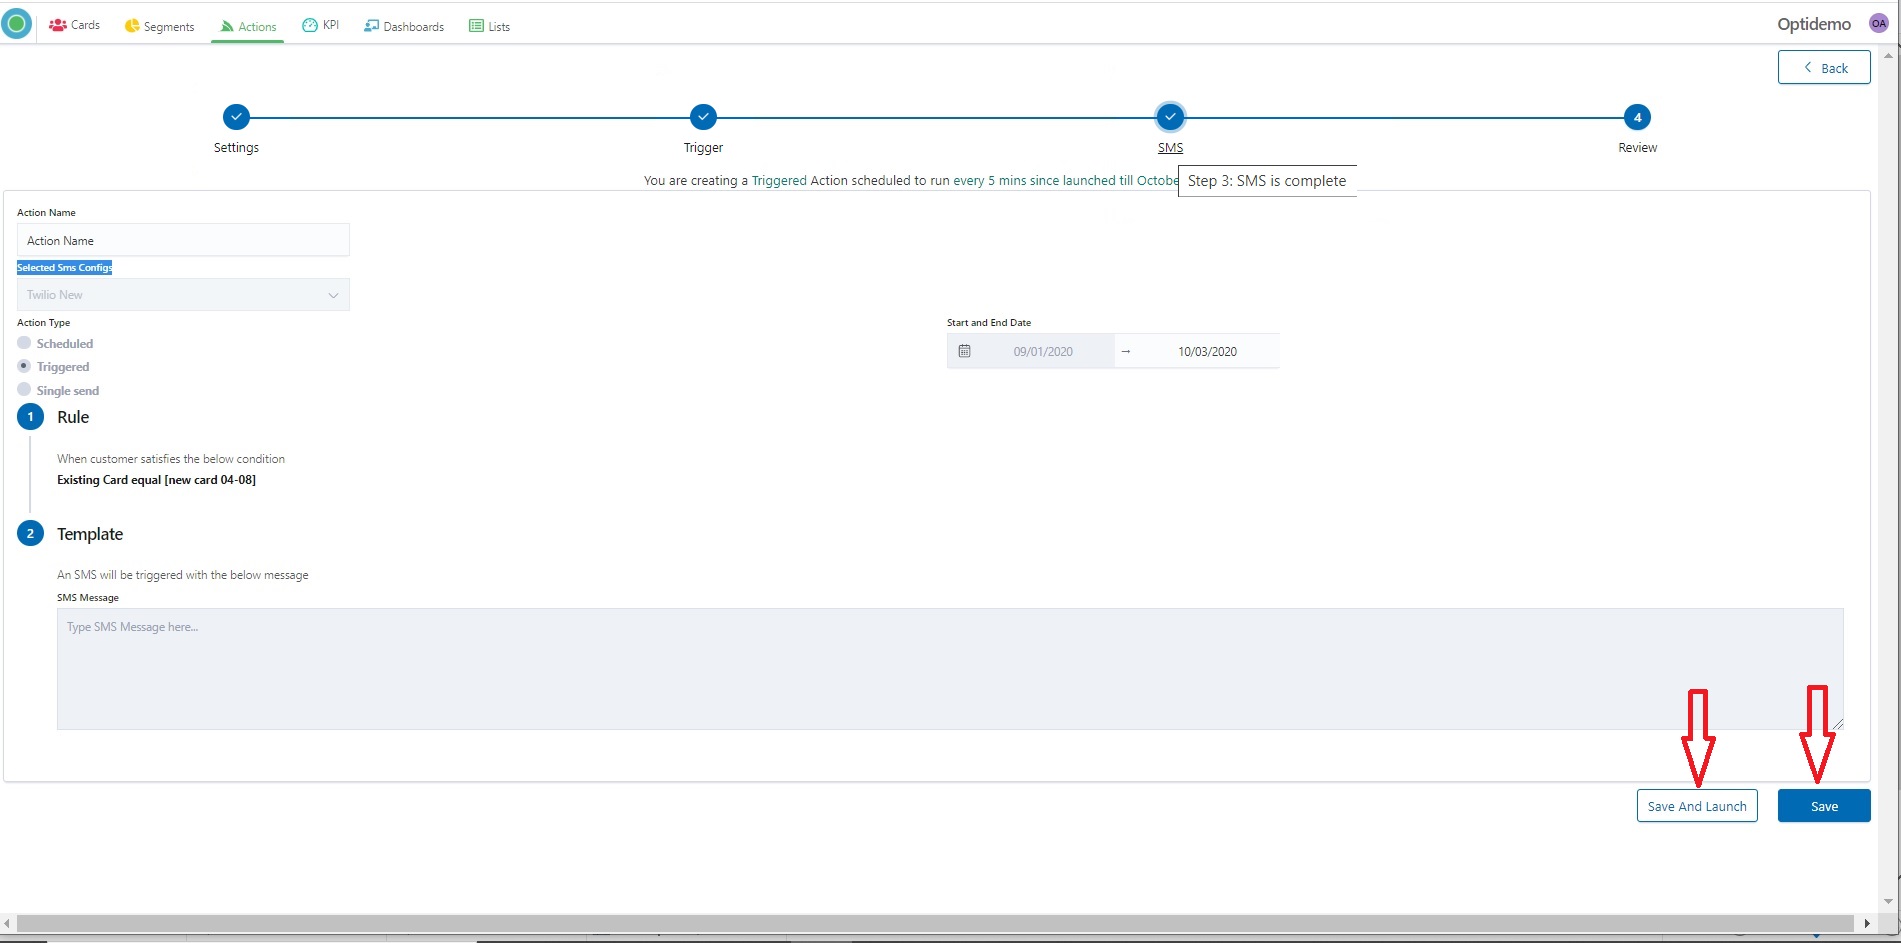 Cards Segments Actions KPI Dashboards Lists Optidemo OA
Back
4
Settings Trigger SMS Review
You are creating a Triggered Action scheduled to run every 5 mins since launched till Step 3: SMS is complete
Action Name
Action Name
Selected Sms Configs
Twilio New
Action Type Start and End Date
Scheduled
09/01/2020 → 10/03/2020
Triggered
Single send
1 Rule
When customer satisfies the below condition
Existing Card equal [new card 04-08]
2 Template
An SMS will be triggered with the below message
SMS Message
Type SMS Message here...
Save And Launch Save